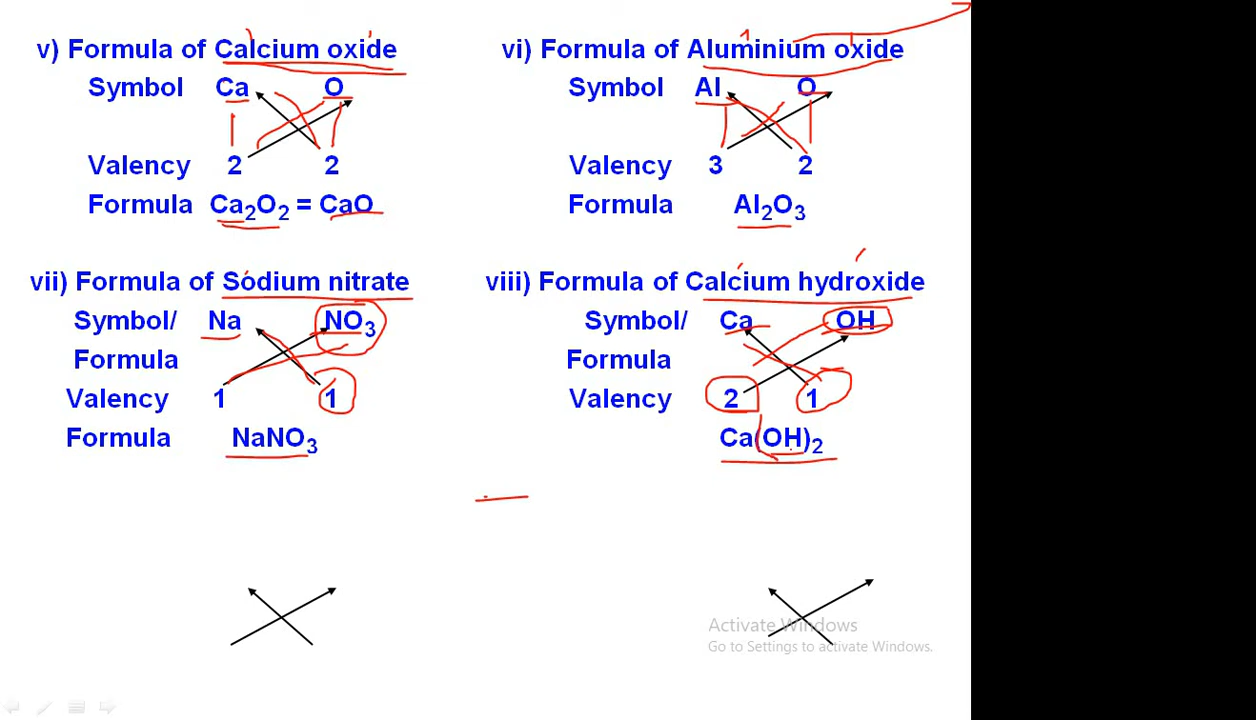 v) Formula of Calcium oxide
Symbol Ca O
Valency 2 2
Formula Ca₂O₂ = CaO
vi) Formula of Aluminium oxide
Symbol Al O
Valency 3 2
Formula Al₂O₃
vii) Formula of Sodium nitrate
Symbol/ Na NO₃
Formula
Valency 1 1
Formula NaNO₃
viii) Formula of Calcium hydroxide
Symbol/ Ca OH
Formula
Valency 2 1
Ca(OH)₂
Activate Windows
Go to Settings to activate Windows.